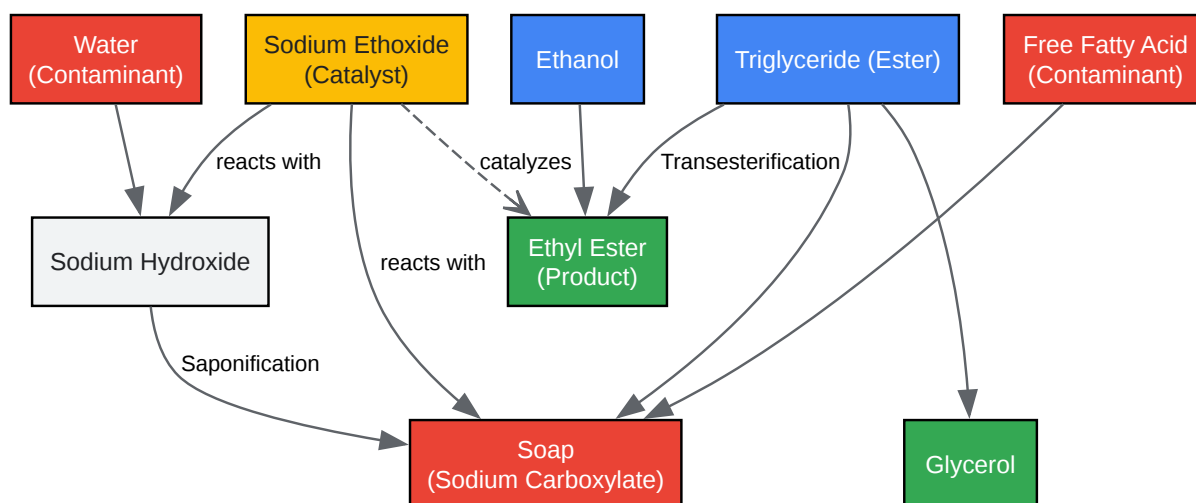 Water
(Contaminant)
Sodium Ethoxide
(Catalyst)
Ethanol
Triglyceride (Ester)
Free Fatty Acid
(Contaminant)
reacts with
catalyzes
Transesterification
Sodium Hydroxide
reacts with
Ethyl Ester
(Product)
Saponification
Soap
(Sodium Carboxylate)
Glycerol